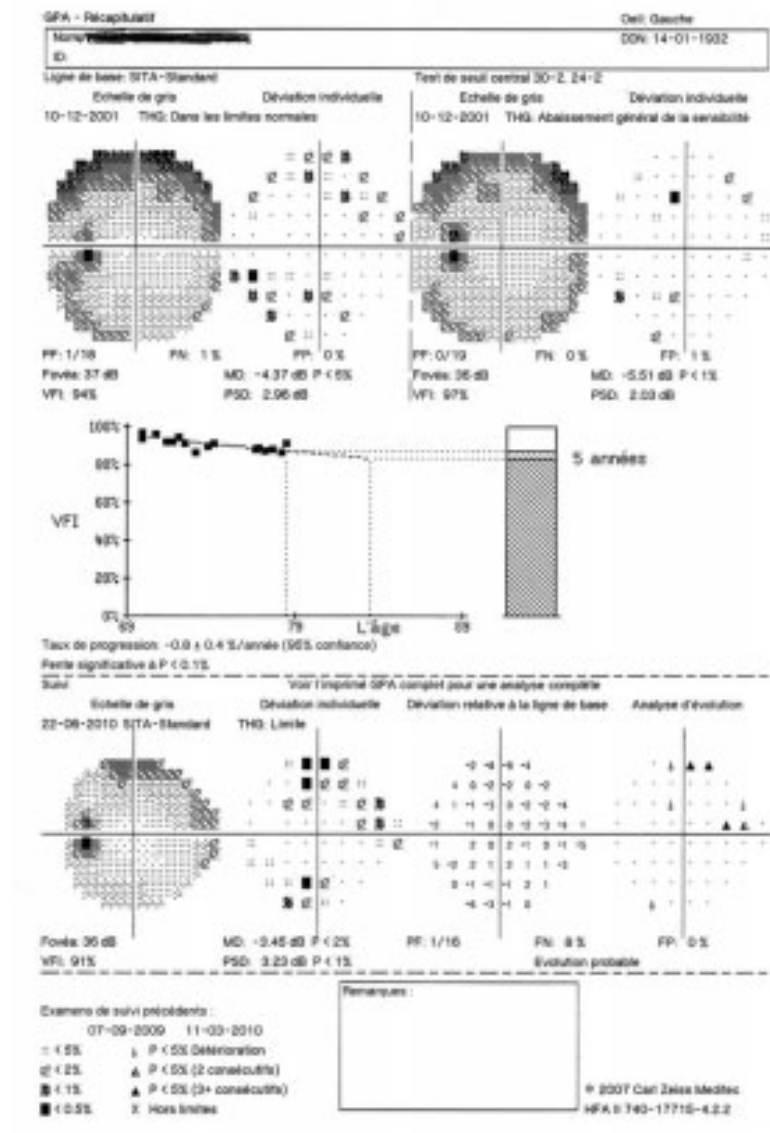 GPA - Récapitulatif
Oeil: Gauche
Nom:
DDN: 14-01-1932
ID:
Ligne de base: SITA-Standard
Test de seuil central 30-2, 24-2
Echelle de gris Déviation individuelle Echelle de gris Déviation individuelle
10-12-2001 THG: Dans les limites normales 10-12-2001 THG: Abaissement général de la sensibilité
PF: 1/18 FN: 1 % FP: 0 % PF: 0/19 FN: 0 % FP: 1 %
Fovéa: 37 dB MD: -4.37 dB P < 5% Fovéa: 36 dB MD: -5.51 dB P < 1%
VFI: 94% PSD: 2.96 dB VFI: 97% PSD: 2.03 dB
100%
80%
60%
40%
20%
0%
VFI
5 années
69 79 L'âge 89
Taux de progression: -0.8 ± 0.4 %/année (95% confiance)
Pente significative à P < 0.1%
Suivi Voir l'imprimé GPA complet pour une analyse complète
Echelle de gris Déviation individuelle Déviation relative à la ligne de base Analyse d'évolution
22-06-2010 SITA-Standard THG: Limite
Fovéa: 36 dB MD: -3.45 dB P < 2% PF: 1/16 FN: 8 % FP: 0 %
VFI: 91% PSD: 3.23 dB P < 1% Evolution probable
Examens de suivi précédents :
07-09-2009 11-03-2010
< 5% P < 5% Détérioration
< 2% P < 5% (2 consécutifs)
< 1% P < 5% (3+ consécutifs)
< 0.5% X Hors limites
Remarques :
© 2007 Carl Zeiss Meditec
HFA II 740-17715-4.2.2